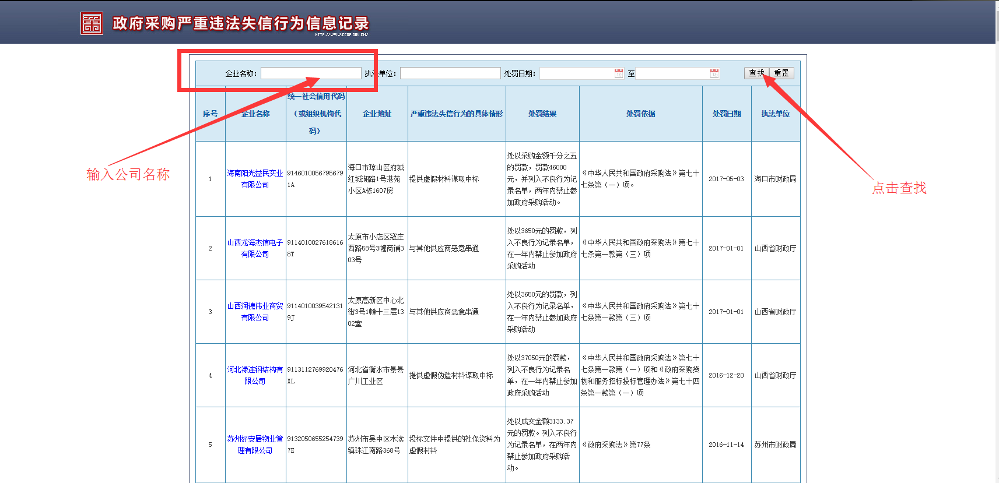 政府采购严重违法失信行为信息记录
HTTP://WWW.CCGP.GOV.CN/
企业名称： 执法单位： 处罚日期： 至 查找 重置
序号 企业名称 统一社会信用代码（或组织机构代码） 企业地址 严重违法失信行为的具体情形 处罚结果 处罚依据 处罚日期 执法单位
输入公司名称
点击查找
1
海南阳光益民实业
有限公司
9146010056795679
1A
海口市琼山区府城
红城湖路1号港苑
小区A栋1607房
提供虚假材料谋取中标
处以采购金额千分之五
的罚款，罚款46000
元，并列入不良行为记
录名单，两年内禁止参
加政府采购活动。
《中华人民共和国政府采购法》第七十
七条第（一）项。
2017-05-03
海口市财政局
2
山西龙海杰信电子
有限公司
9114010027618616
8T
太原市小店区寇庄
西路58号3幢商铺3
03号
与其他供应商恶意串通
处以3650元的罚款，列
入不良行为记录名单，
在一年内禁止参加政府
采购活动
《中华人民共和国政府采购法》第七十
七条第一款第（三）项
2017-01-01
山西省财政厅
3
山西润德伟业商贸
有限公司
9114010039542131
9J
太原高新区中心北
街3号1幢十三层13
02室
与其他供应商恶意串通
处以3650元的罚款，列
入不良行为记录名单，
在一年内禁止参加政府
采购活动
《中华人民共和国政府采购法》第七十
七条第一款第（三）项
2017-01-01
山西省财政厅
4
河北禄连钢结构有
限公司
9113112769920476
XL
河北省衡水市景县
广川工业区
提供虚假伪造材料谋取中标
处以37050元的罚款，
列入不良行为记录名
单，在一年内禁止参加
政府采购活动
《中华人民共和国政府采购法》第七十
七条第一款第（一）项和《政府采购货
物和服务招标投标管理办法》第七十四
条第一款第（一）项
2016-12-20
山西省财政厅
5
苏州好安居物业管
理有限公司
9132050655254739
7E
苏州市吴中区木渎
镇珠江南路368号
投标文件中提供的社保资料为
虚假材料
处以成交金额3133.37
元的罚款。列入不良行
为记录名单，在两年内
禁止参加政府采购活
动。
《政府采购法》第77条
2016-11-14
苏州市财政局